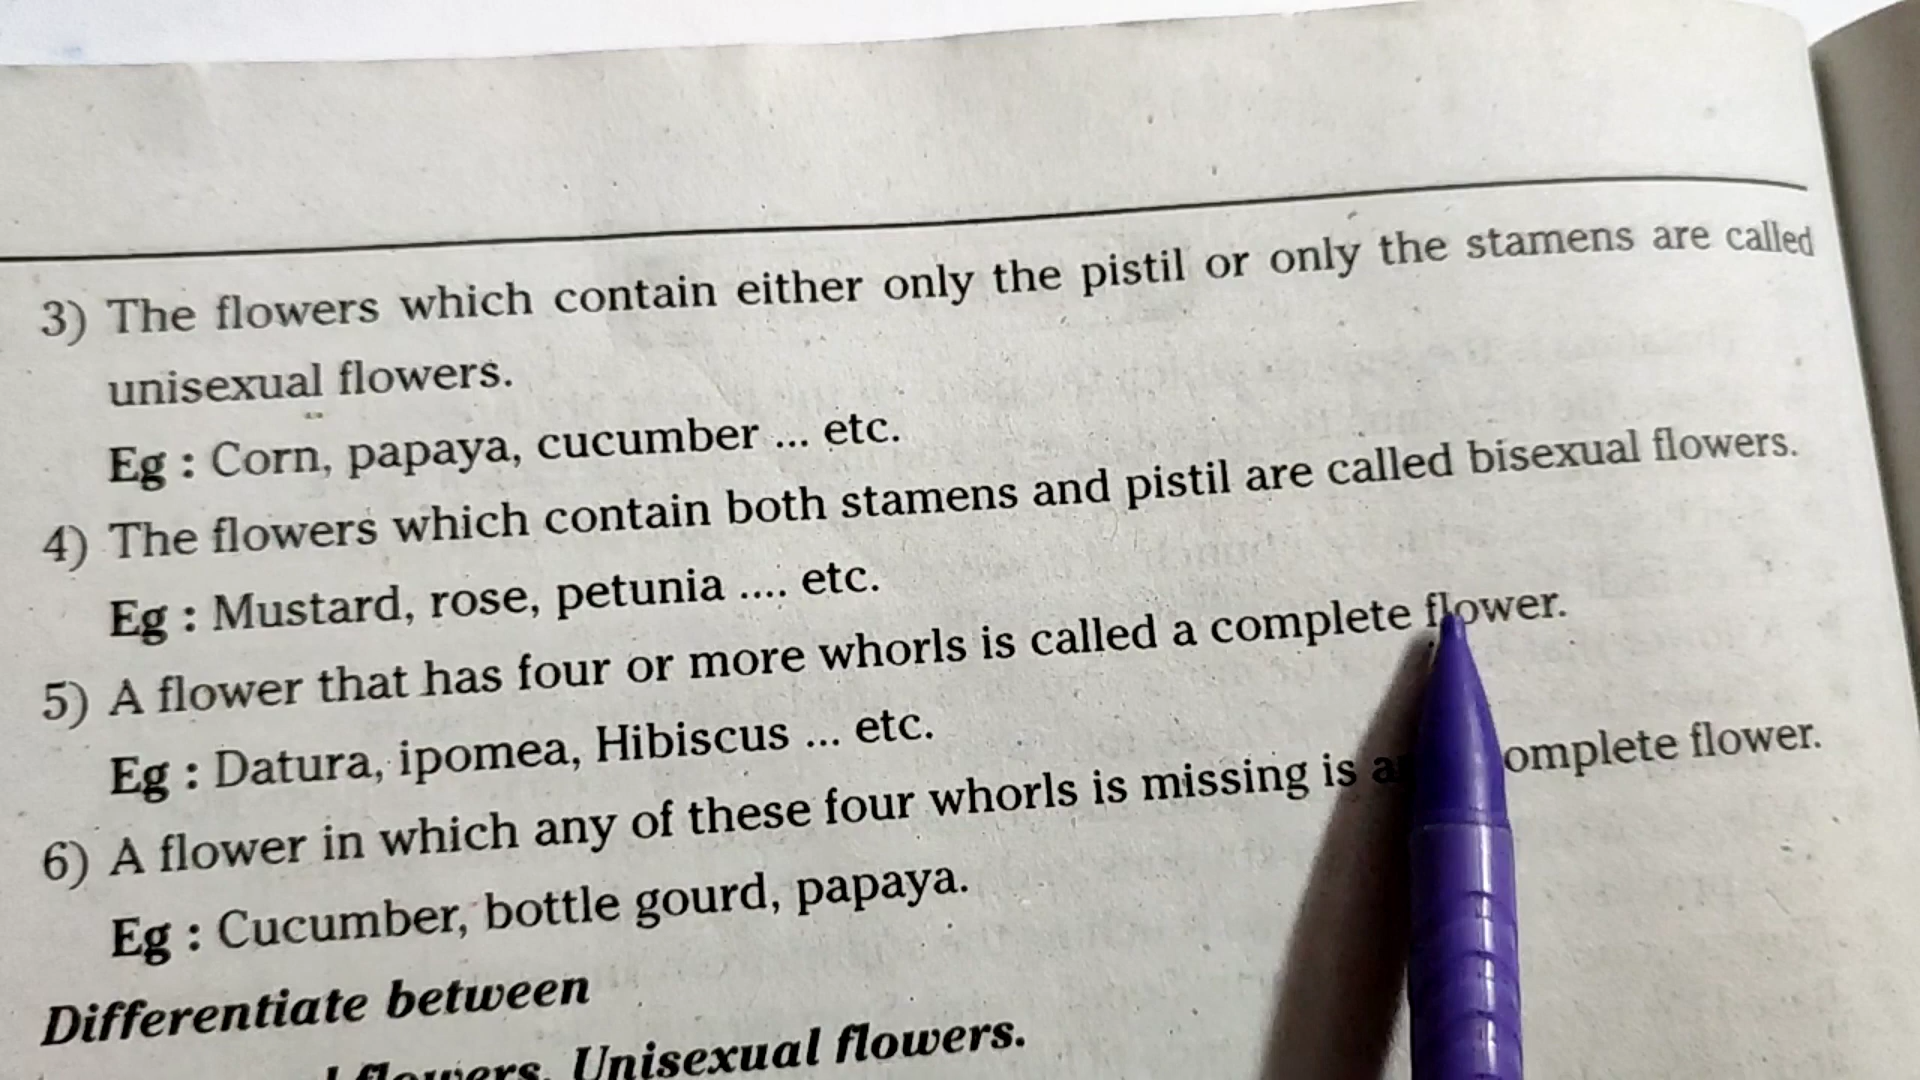 3) The flowers which contain either only the pistil or only the stamens are called
unisexual flowers.
Eg : Corn, papaya, cucumber ... etc.
4) The flowers which contain both stamens and pistil are called bisexual flowers.
Eg : Mustard, rose, petunia .... etc.
5) A flower that has four or more whorls is called a complete flower.
Eg : Datura, ipomea, Hibiscus ... etc.
6) A flower in which any of these four whorls is missing is flower.
Eg : Cucumber, bottle gourd, papaya.
Differentiate between
flowers, Unisexual flowers.